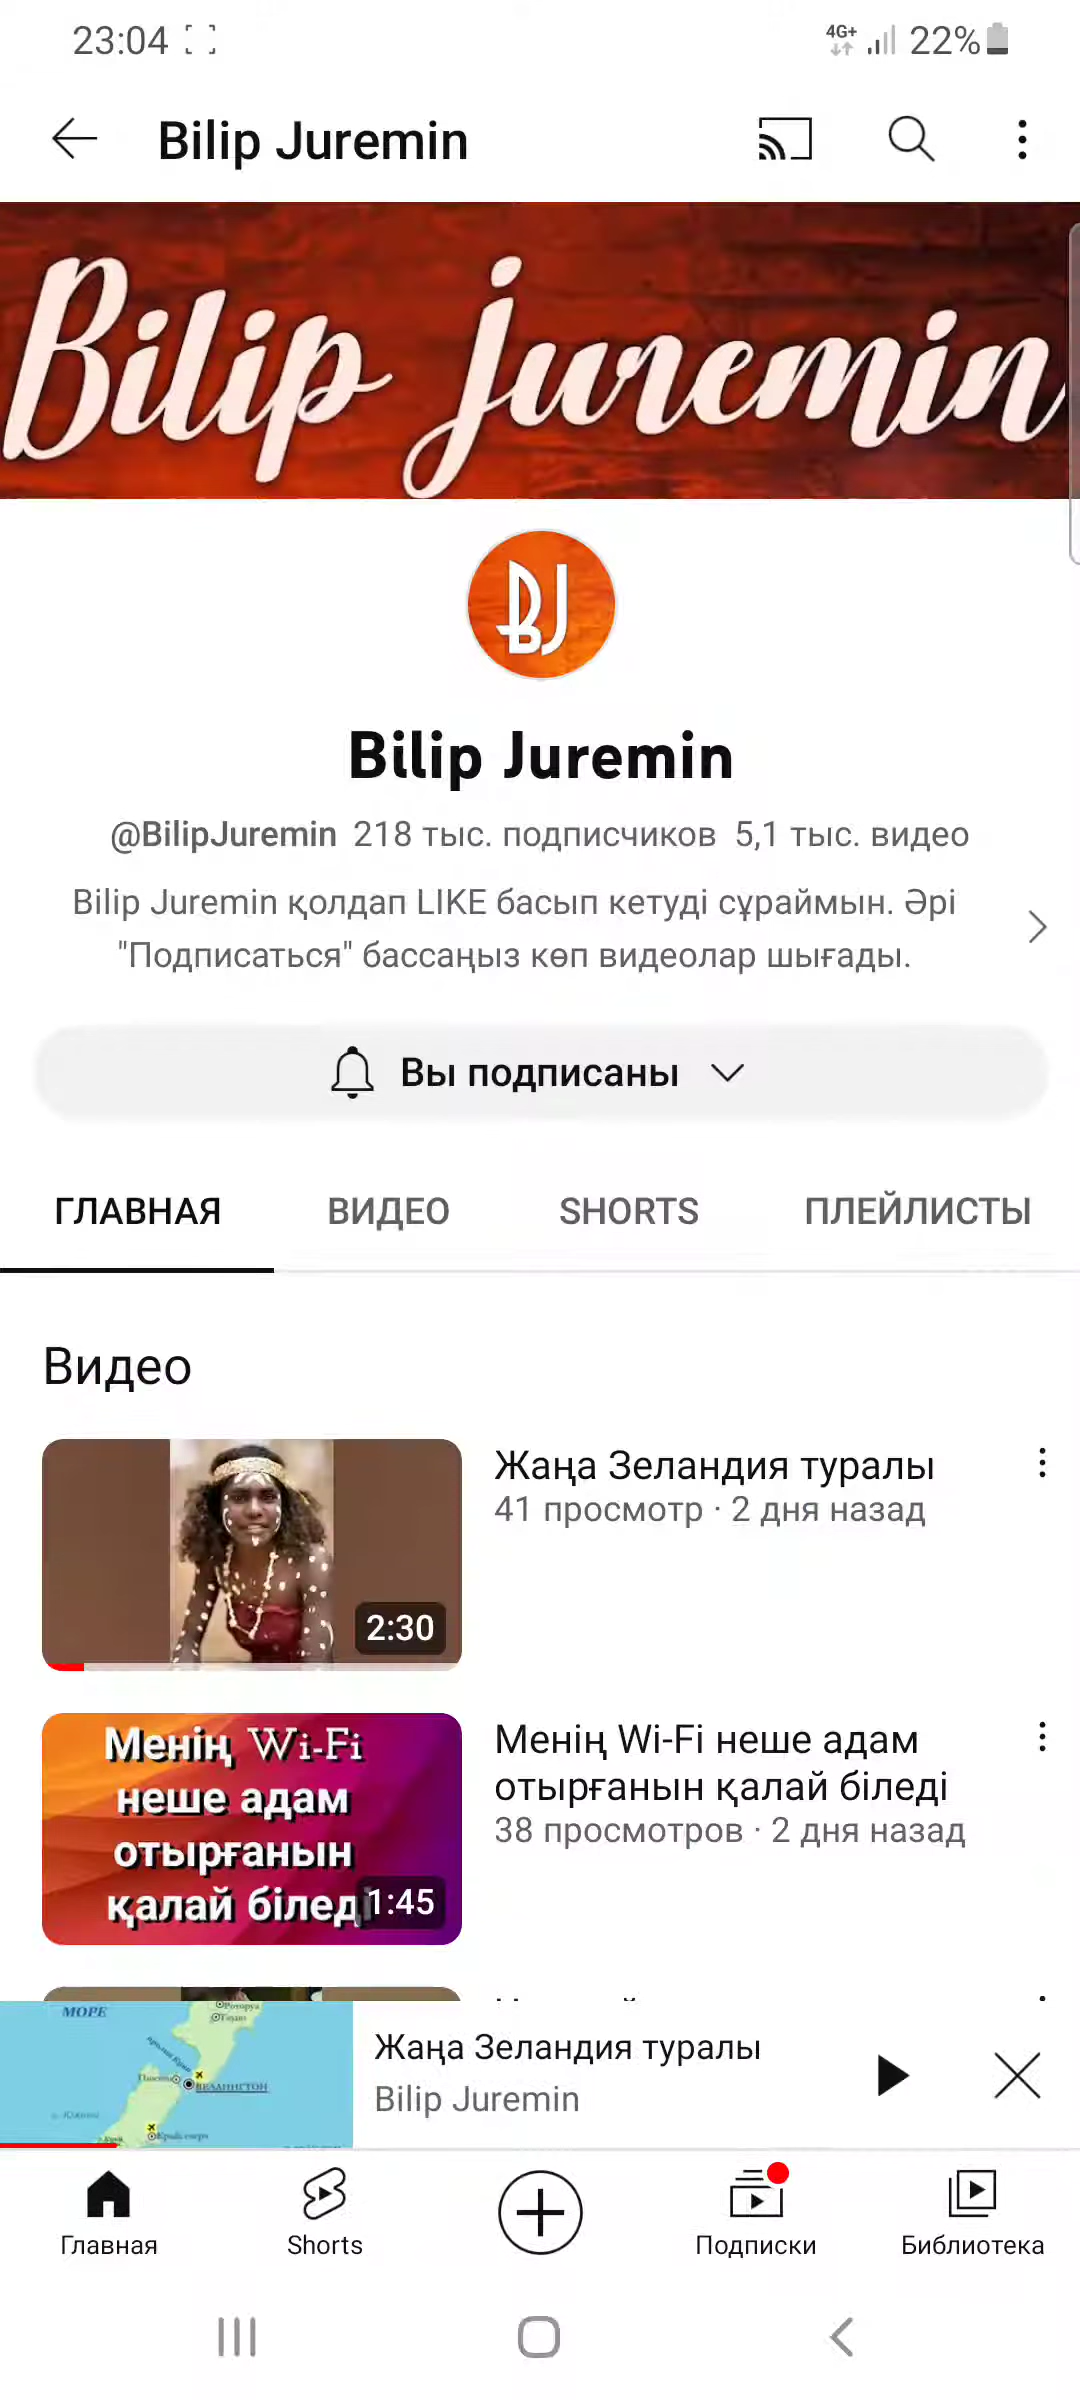 23:04
4G+
22%
Bilip Juremin
Bilip Juremin
BJ
Bilip Juremin
@BilipJuremin 218 тыс. подписчиков 5,1 тыс. видео
Bilip Juremin қолдап LIKE басып кетуді сұраймын. Әрі
"Подписаться" бассаңыз көп видеолар шығады.
Вы подписаны
ГЛАВНАЯ ВИДЕО SHORTS ПЛЕЙЛИСТЫ
Видео
2:30
Жаңа Зеландия туралы
41 просмотр · 2 дня назад
Менің Wi-Fi
неше адам
отырғанын
қалай біледі
1:45
Менің Wi-Fi неше адам
отырғанын қалай біледі
38 просмотров · 2 дня назад
МОРЕ
ВЕЛЛИНГТОН
Жаңа Зеландия туралы
Bilip Juremin
Главная Shorts Подписки Библиотека